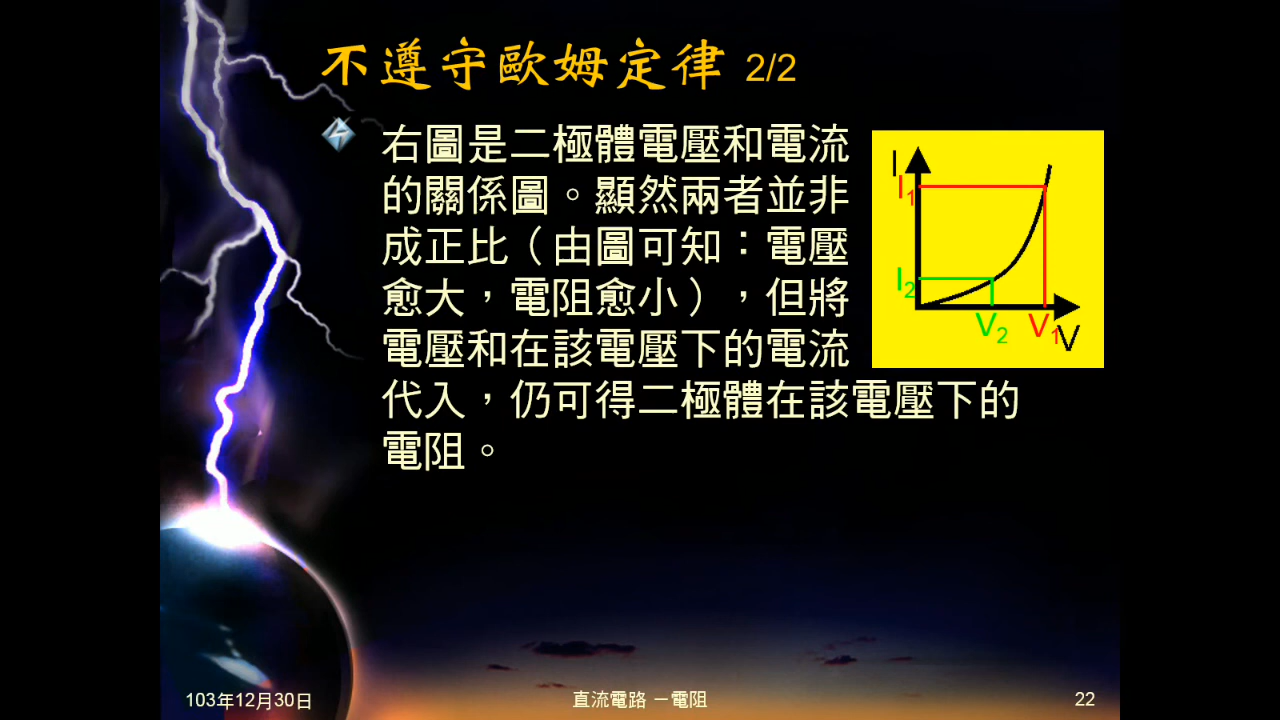 不遵守歐姆定律 2/2
右圖是二極體電壓和電流
的關係圖。顯然兩者並非
成正比（由圖可知：電壓
愈大，電阻愈小），但將
電壓和在該電壓下的電流
代入，仍可得二極體在該電壓下的
電阻。
I
I1
I2
V2
V1
V
103年12月30日
直流電路 －電阻
22